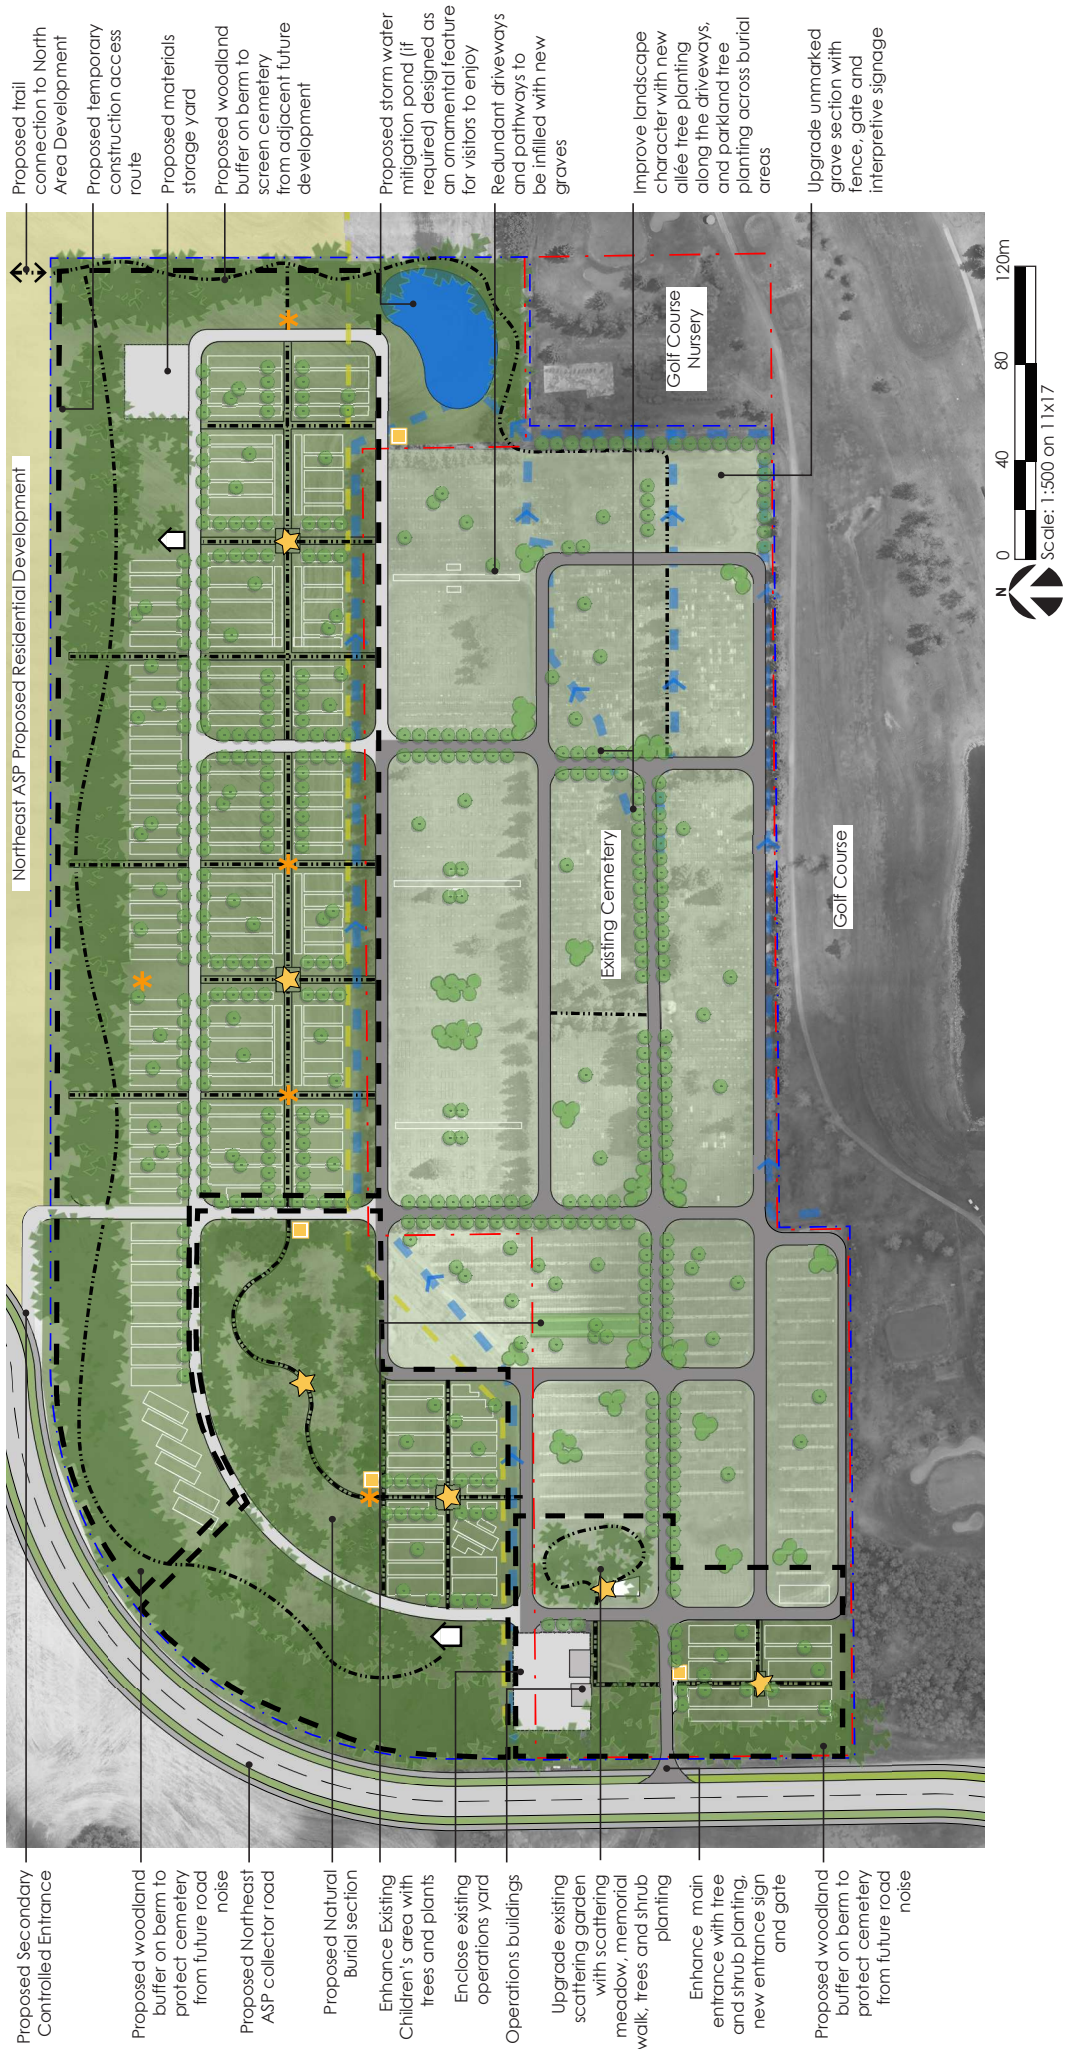 Proposed trail
connection to North
Area Development
Proposed temporary
construction access
route
Proposed materials
storage yard
Proposed woodland
buffer on berm to
screen cemetery
from adjacent future
development
Proposed storm water
mitigation pond (if
required) designed as
an ornamental feature
for visitors to enjoy
Redundant driveways
and pathways to
be infilled with new
graves
Improve landscape
character with new
allée tree planting
along the driveways,
and parkland tree
planting across burial
areas
Upgrade unmarked
grave section with
fence, gate and
interpretive signage
Northeast ASP Proposed Residential Development
Golf Course
Nursery
Existing Cemetery
Golf Course
N
0
40
80
120m
Scale: 1:500 on 11x17
Proposed Secondary
Controlled Entrance
Proposed woodland
buffer on berm to
protect cemetery
from future road
noise
Proposed Northeast
ASP collector road
Proposed Natural
Burial section
Enhance Existing
Children's area with
trees and plants
Enclose existing
operations yard
Operations buildings
Upgrade existing
scattering garden
with scattering
meadow, memorial
walk, trees and shrub
planting
Enhance main
entrance with tree
and shrub planting,
new entrance sign
and gate
Proposed woodland
buffer on berm to
protect cemetery
from future road
noise